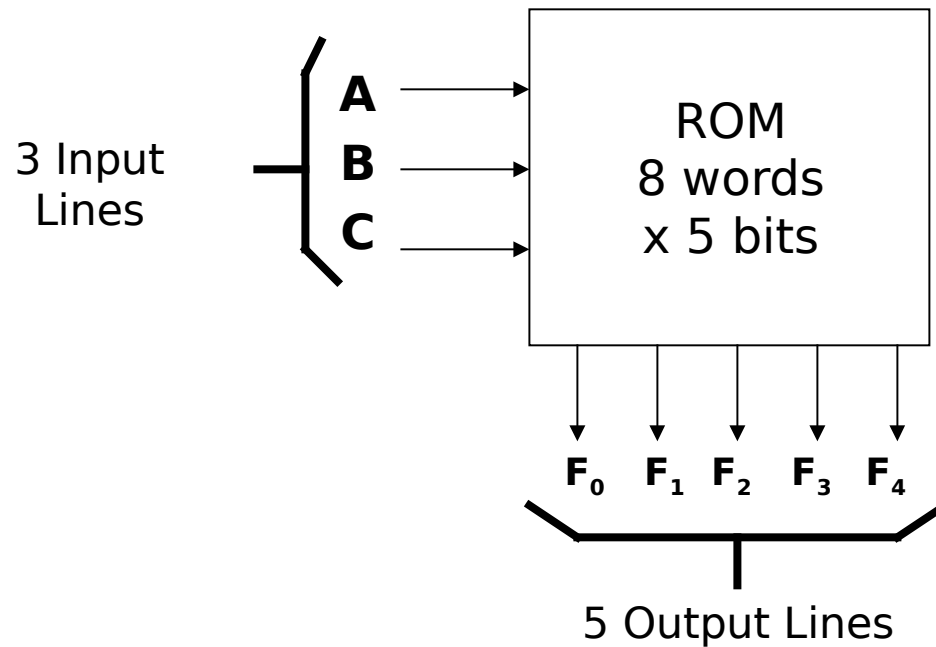 3 Input
Lines
A
B
C
ROM
8 words
x 5 bits
F0 F1 F2 F3 F4
5 Output Lines